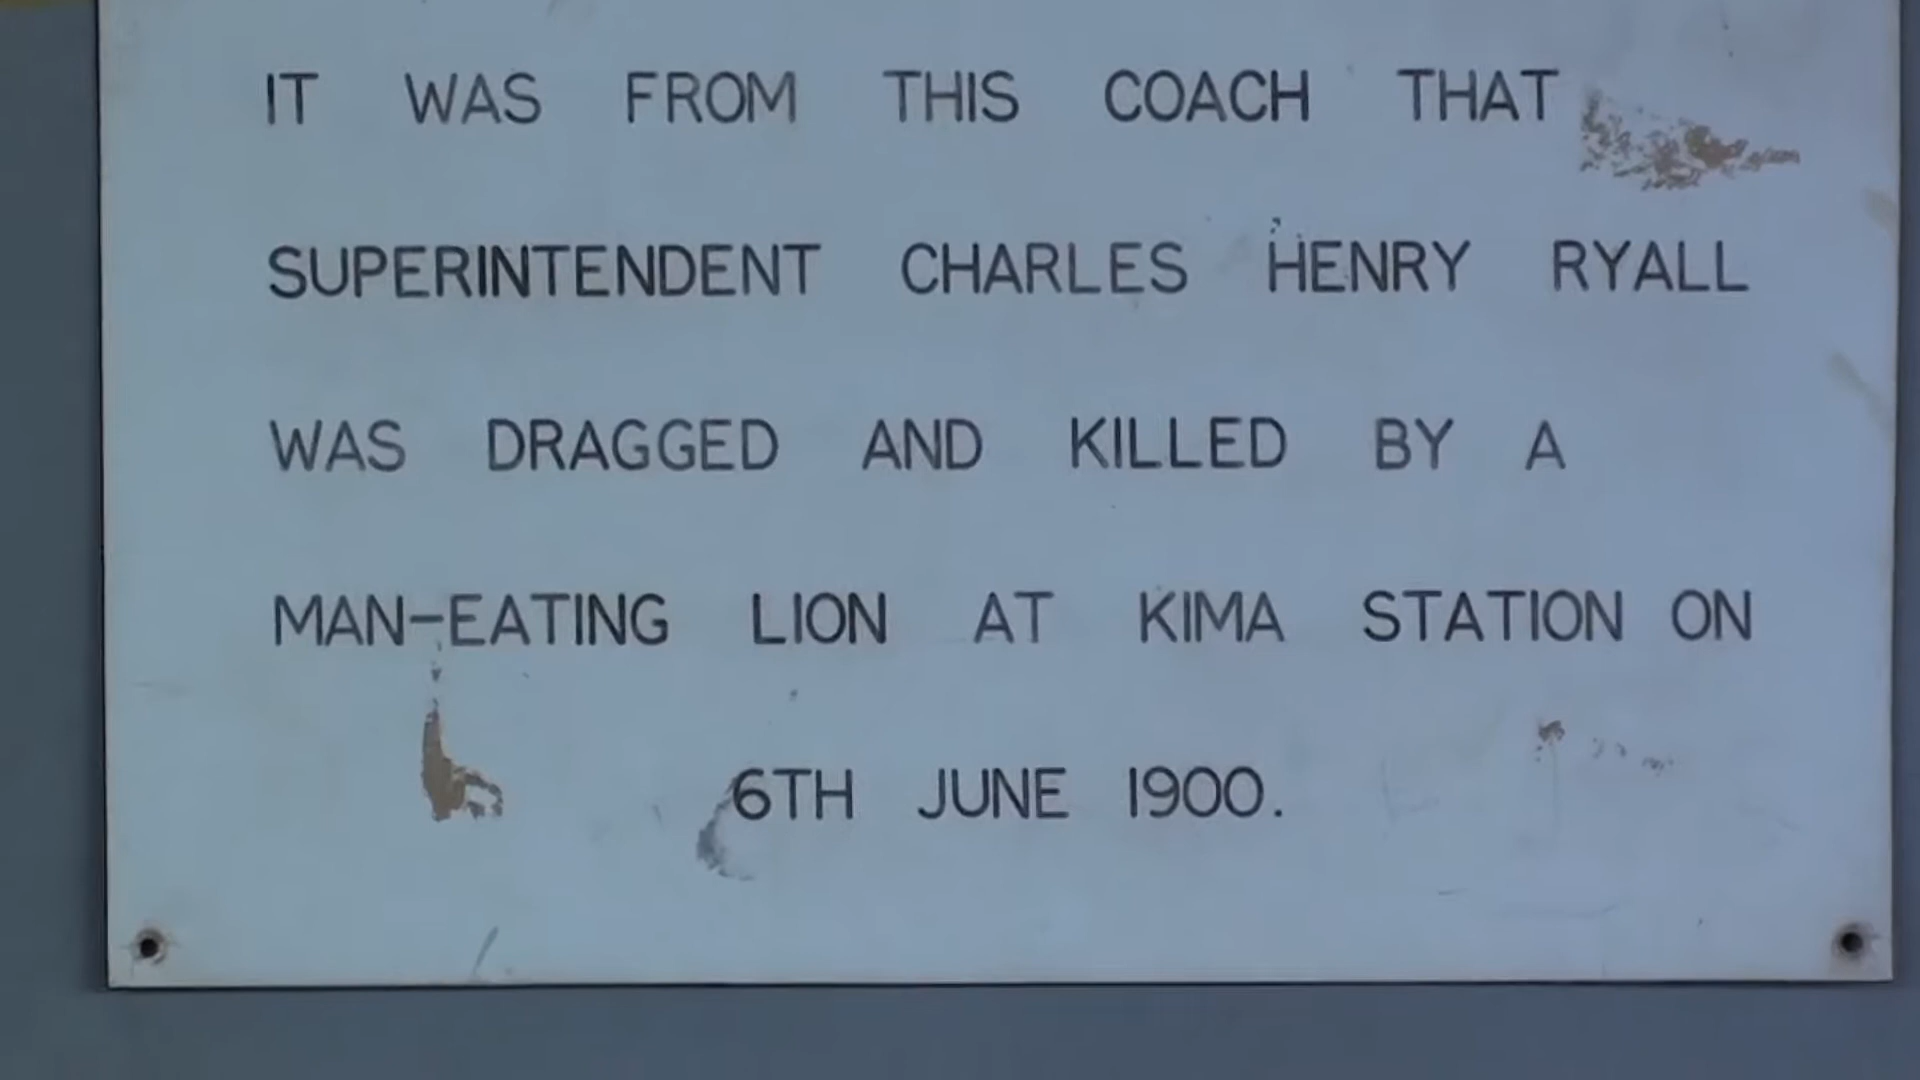 IT WAS FROM THIS COACH THAT
SUPERINTENDENT CHARLES HENRY RYALL
WAS DRAGGED AND KILLED BY A
MAN-EATING LION AT KIMA STATION ON
6TH JUNE 1900.